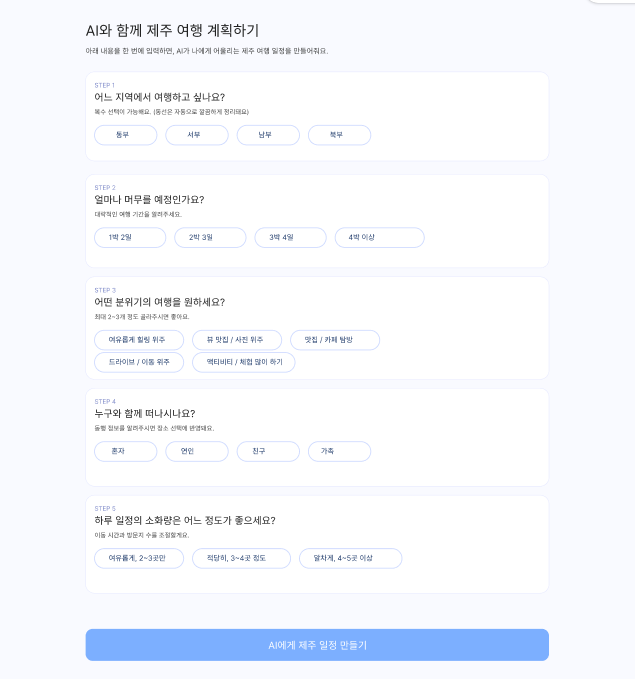 AI와 함께 제주 여행 계획하기
아래 내용을 한 번에 입력하면, AI가 나에게 어울리는 제주 여행 일정을 만들어줘요.
STEP 1
어느 지역에서 여행하고 싶나요?
복수 선택이 가능해요. (동선은 자동으로 깔끔하게 정리돼요)
동부 서부 남부 북부
STEP 2
얼마나 머무를 예정인가요?
대략적인 여행 기간을 알려주세요.
1박 2일 2박 3일 3박 4일 4박 이상
STEP 3
어떤 분위기의 여행을 원하세요?
최대 2~3개 정도 골라주시면 좋아요.
여유롭게 힐링 위주 뷰 맛집 / 사진 위주 맛집 / 카페 탐방
드라이브 / 이동 위주 액티비티 / 체험 많이 하기
STEP 4
누구와 함께 떠나시나요?
동행 정보를 알려주시면 장소 선택에 반영돼요.
혼자 연인 친구 가족
STEP 5
하루 일정의 소화량은 어느 정도가 좋으세요?
이동 시간과 방문지 수를 조절할게요.
여유롭게, 2~3곳만 적당히, 3~4곳 정도 알차게, 4~5곳 이상
AI에게 제주 일정 만들기